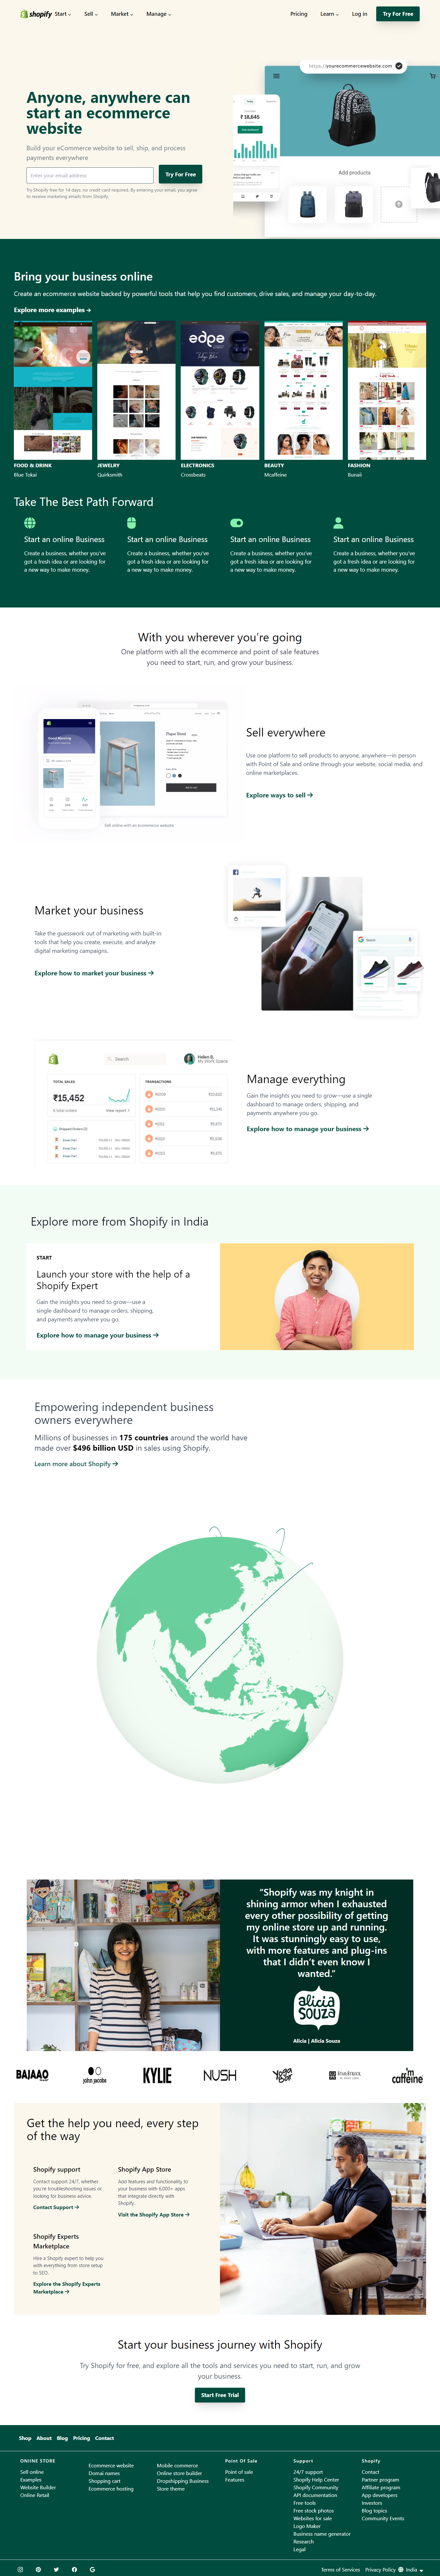 shopify Start Sell Market Manage Pricing Learn Log in Try For Free
Anyone, anywhere can
start an ecommerce
website
Build your eCommerce website to sell, ship, and process
payments everywhere
Enter your email address Try For Free
Try Shopify free for 14 days, no credit card required. By entering your email, you agree
to receive marketing emails from Shopify.
https://yourecommercewebsite.com
Today
₹ 18,645
Add products
Bring your business online
Create an ecommerce website backed by powerful tools that help you find customers, drive sales, and manage your day-to-day.
Explore more examples →
edge
FOOD & DRINK JEWELRY ELECTRONICS BEAUTY FASHION
Blue Tokai Quirksmith Crossbeats Mcaffeine Bunaii
Take The Best Path Forward
Start an online Business Start an online Business Start an online Business Start an online Business
Create a business, whether you've Create a business, whether you've Create a business, whether you've Create a business, whether you've
got a fresh idea or are looking for got a fresh idea or are looking for got a fresh idea or are looking for got a fresh idea or are looking for
a new way to make money. a new way to make money. a new way to make money. a new way to make money.
With you wherever you're going
One platform with all the ecommerce and point of sale features
you need to start, run, and grow your business.
Good Morning
Sell online with an ecommerce website
Sell everywhere
Use one platform to sell products to anyone, anywhere—in person
with Point of Sale and online through your website, social media, and
online marketplaces.
Explore ways to sell →
Market your business
Take the guesswork out of marketing with built-in
tools that help you create, execute, and analyze
digital marketing campaigns.
Explore how to market your business →
Search
Search
My Work Space
TOTAL SALES
₹15,452
View report
TRANSACTIONS
Manage everything
Gain the insights you need to grow—use a single
dashboard to manage orders, shipping, and
payments anywhere you go.
Explore how to manage your business →
Explore more from Shopify in India
START
Launch your store with the help of a
Shopify Expert
Gain the insights you need to grow—use a
single dashboard to manage orders, shipping,
and payments anywhere you go.
Explore how to manage your business →
Empowering independent business
owners everywhere
Millions of businesses in 175 countries around the world have
made over $496 billion USD in sales using Shopify.
Learn more about Shopify →
"Shopify was my knight in
shining armor when I exhausted
every other possibility of getting
my online store up and running.
It was stunningly easy to use,
with more features and plug-ins
that I didn't even know I
wanted."
alicia
souza
Alicia | Alicia Souza
BAJAAO john jacobs KYLIE NUSH Yoga Bar mcaffeine
Get the help you need, every step
of the way
Shopify support
Contact support 24/7, whether
you're troubleshooting issues or
looking for business advice.
Contact Support →
Shopify App Store
Add features and functionality to
your business with 6,000+ apps
that integrate directly with
Shopify.
Visit the Shopify App Store →
Shopify Experts
Marketplace
Hire a Shopify expert to help you
with everything from store setup
to SEO.
Explore the Shopify Experts
Marketplace →
Start your business journey with Shopify
Try Shopify for free, and explore all the tools and services you need to start, run, and grow
your business.
Start Free Trial
Shop About Blog Pricing Contact
ONLINE STORE
Sell online
Examples
Website Builder
Online Retail
Ecommerce website
Domai names
Shopping cart
Ecommerce hosting
Mobile commerce
Online store builder
Dropshipping Business
Store theme
Point Of Sale
Point of sale
Features
Support
24/7 support
Shopify Help Center
Shopify Community
API documentation
Free tools
Free stock photos
Websites for sale
Logo Maker
Business name generator
Research
Legal
Shopify
Contact
Partner program
Affiliate program
App developers
Investors
Blog topics
Community Events
Terms of Services Privacy Policy India